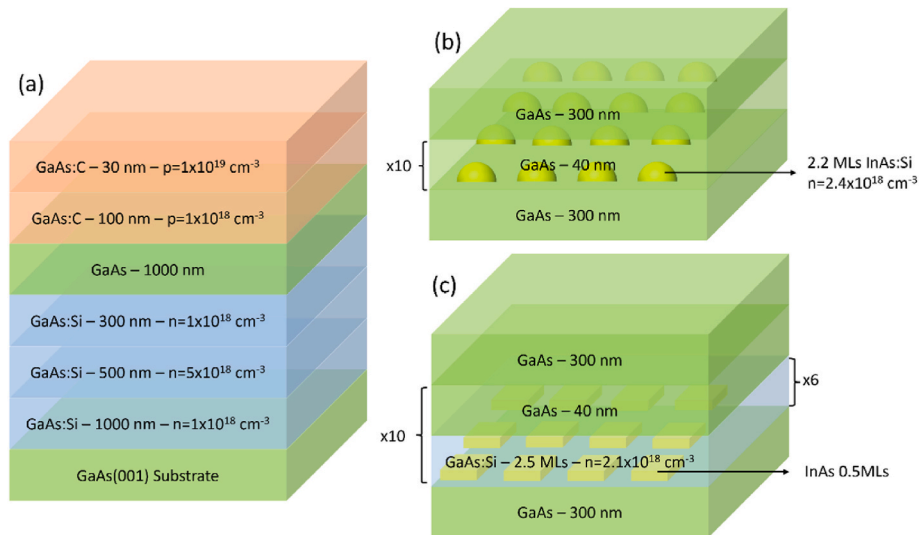 (a)
GaAs:C – 30 nm – p=1x10¹⁹ cm⁻³
GaAs:C – 100 nm – p=1x10¹⁸ cm⁻³
GaAs – 1000 nm
GaAs:Si – 300 nm – n=1x10¹⁸ cm⁻³
GaAs:Si – 500 nm – n=5x10¹⁸ cm⁻³
GaAs:Si – 1000 nm – n=1x10¹⁸ cm⁻³
GaAs(001) Substrate
(b)
GaAs – 300 nm
x10
GaAs – 40 nm
2.2 MLs InAs:Si
n=2.4x10¹⁸ cm⁻³
GaAs – 300 nm
(c)
GaAs – 300 nm
x6
GaAs – 40 nm
x10
GaAs:Si – 2.5 MLs – n=2.1x10¹⁸ cm⁻³
InAs 0.5MLs
GaAs – 300 nm